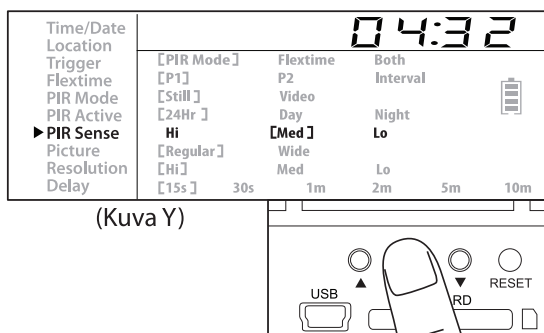 04:32
Time/Date
Location
Trigger [PIR Mode] Flextime Both
Flextime [P1] P2 Interval
PIR Mode [Still] Video
PIR Active [24Hr ] Day Night
▶PIR Sense Hi [Med ] Lo
Picture [Regular] Wide
Resolution [Hi] Med Lo
Delay [15s ] 30s 1m 2m 5m 10m
(Kuva Y)
▲ ▼ RESET
USB RD